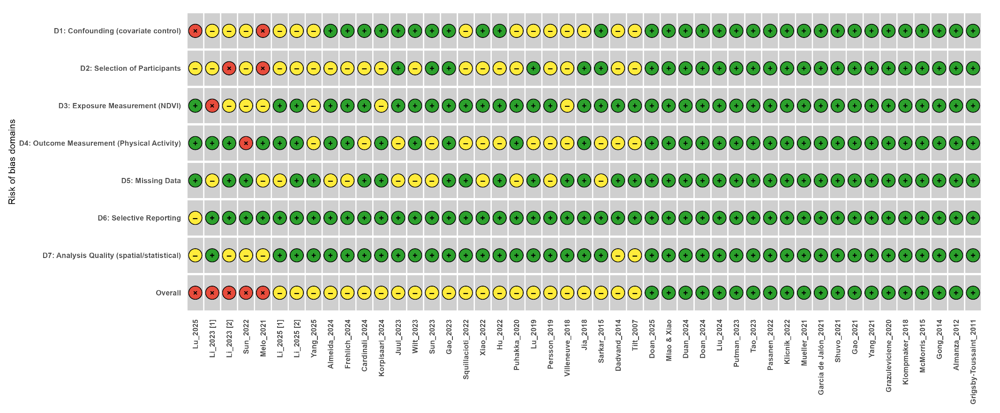 Risk of bias domains
D1: Confounding (covariate control)
D2: Selection of Participants
D3: Exposure Measurement (NDVI)
D4: Outcome Measurement (Physical Activity)
D5: Missing Data
D6: Selective Reporting
D7: Analysis Quality (spatial/statistical)
Overall
Lu_2025
Li_2023 [1]
Li_2023 [2]
Sun_2022
Melo_2021
Li_2025 [1]
Li_2025 [2]
Yang_2025
Almeida_2024
Frehlich_2024
Cardinali_2024
Korpisaari_2024
Juul_2023
Wilt_2023
Sun_2023
Gao_2023
Squillacioti_2022
Xiao_2022
Hu_2022
Puhakka_2020
Lu_2019
Persson_2019
Villeneuve_2018
Jia_2018
Sarkar_2015
Dadvand_2014
Tilt_2007
Doan_2025
Miao & Xiao
Duan_2024
Doan_2024
Liu_2024
Putman_2023
Tao_2023
Pasanen_2022
Klicnik_2022
Mueller_2021
García de Jalón_2021
Shuvo_2021
Gao_2021
Yang_2021
Grazuleviciene_2020
Klompmaker_2018
McMorris_2015
Gong_2014
Almanza_2012
Grigsby-Toussaint_2011